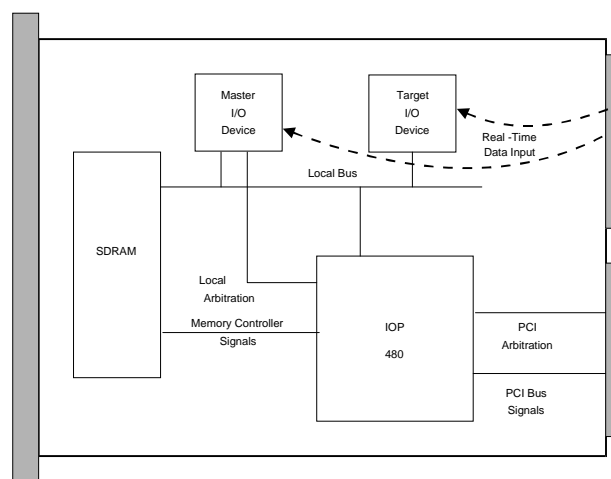 Master
I/O
Device
Target
I/O
Device
Real -Time
Data Input
Local Bus
SDRAM
Local
Arbitration
Memory Controller
Signals
IOP
480
PCI
Arbitration
PCI Bus
Signals